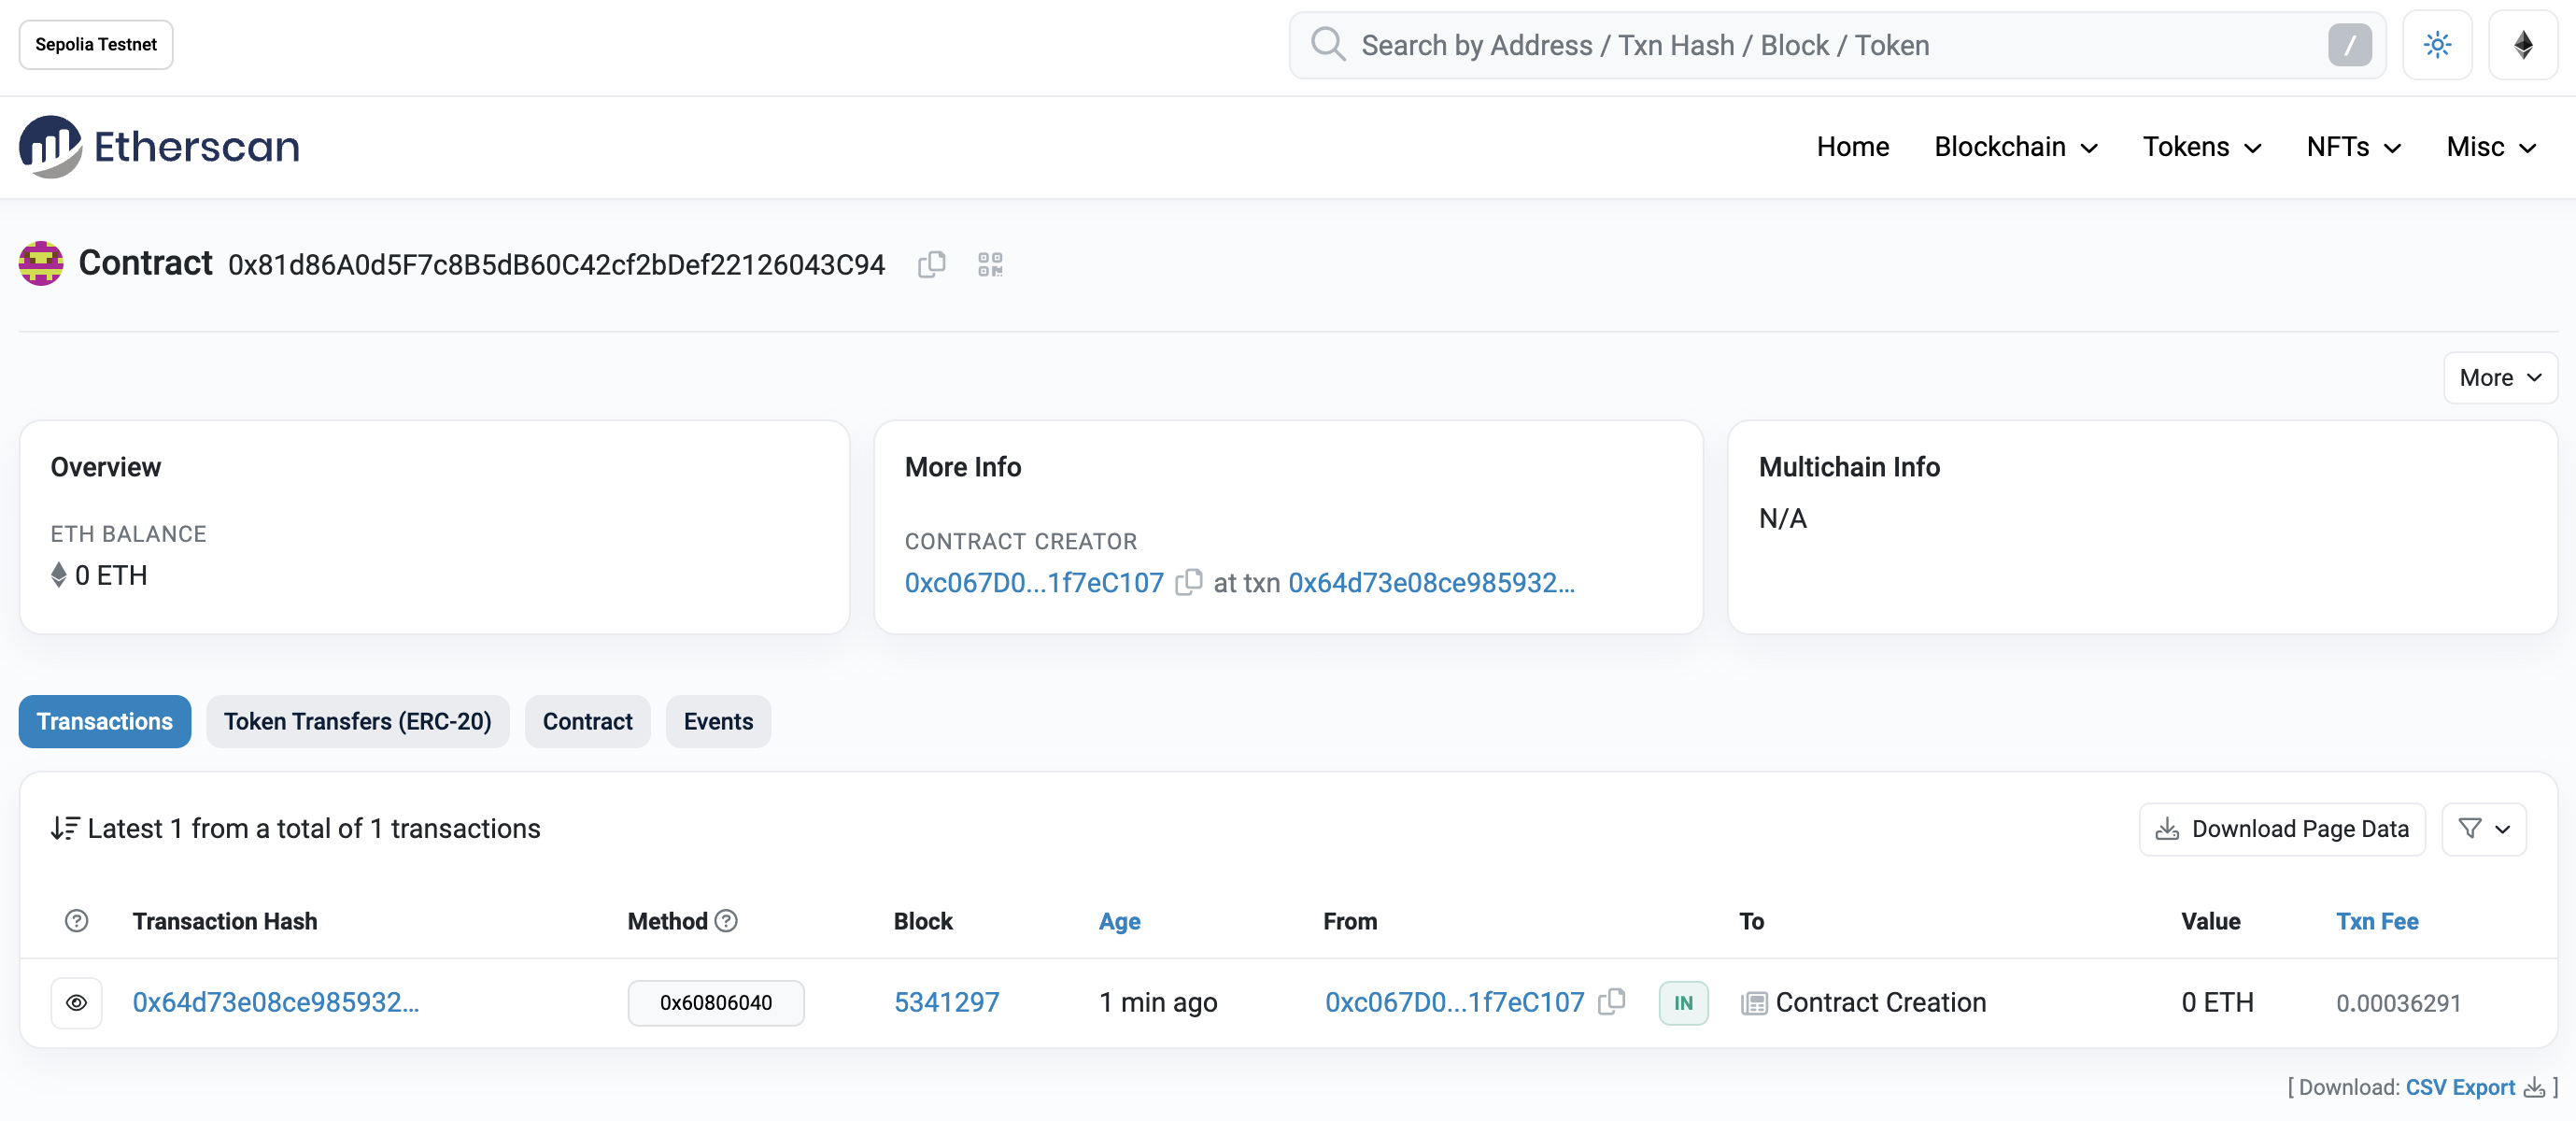 Sepolia Testnet
Search by Address / Txn Hash / Block / Token
/
Etherscan
Home Blockchain Tokens NFTs Misc
Contract 0x81d86A0d5F7c8B5dB60C42cf2bDef22126043C94
More
Overview
ETH BALANCE
0 ETH
More Info
CONTRACT CREATOR
0xc067D0...1f7eC107 at txn 0x64d73e08ce985932...
Multichain Info
N/A
Transactions Token Transfers (ERC-20) Contract Events
Latest 1 from a total of 1 transactions
Download Page Data
? Transaction Hash Method ? Block Age From To Value Txn Fee
0x64d73e08ce985932... 0x60806040 5341297 1 min ago 0xc067D0...1f7eC107 IN Contract Creation 0 ETH 0.00036291
[ Download: CSV Export ]